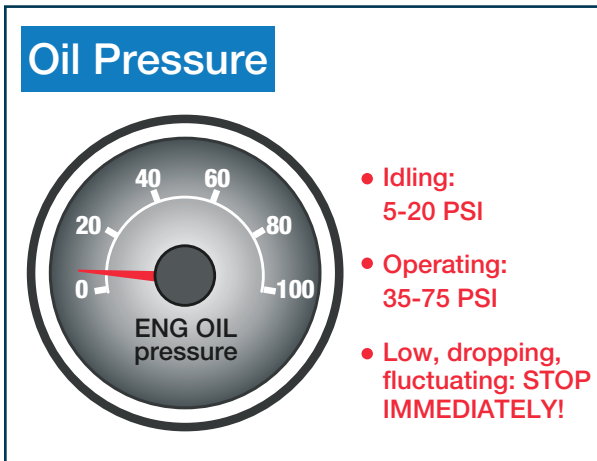 Oil Pressure
40 60
20 80
0 100
ENG OIL
pressure
• Idling:
5-20 PSI
• Operating:
35-75 PSI
• Low, dropping,
fluctuating: STOP
IMMEDIATELY!